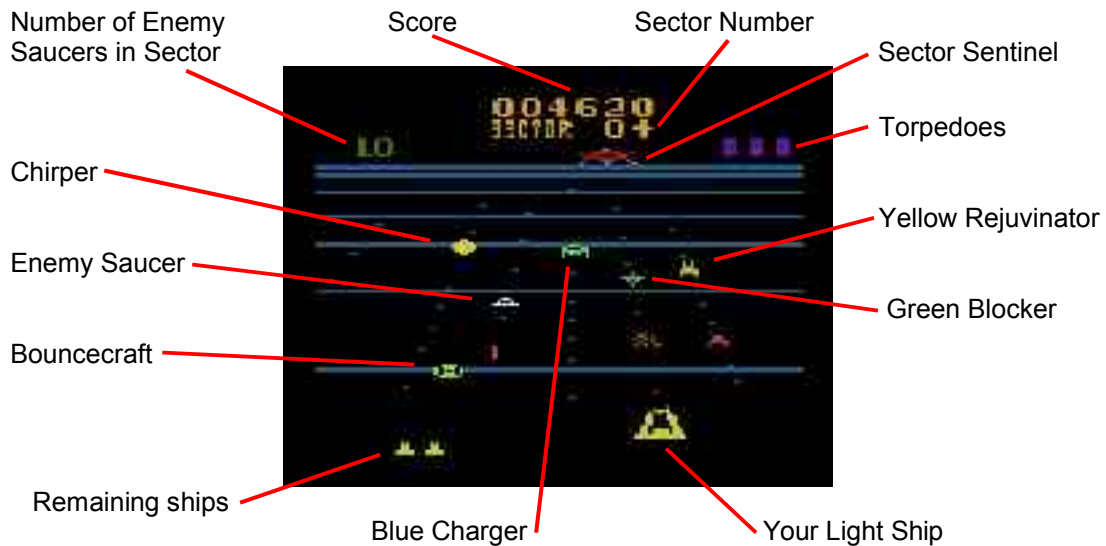 Number of Enemy
Saucers in Sector
Score
Sector Number
Sector Sentinel
004620
SECTOR 04
10
Torpedoes
Chirper
Yellow Rejuvinator
Enemy Saucer
Green Blocker
Bouncecraft
Remaining ships
Blue Charger
Your Light Ship